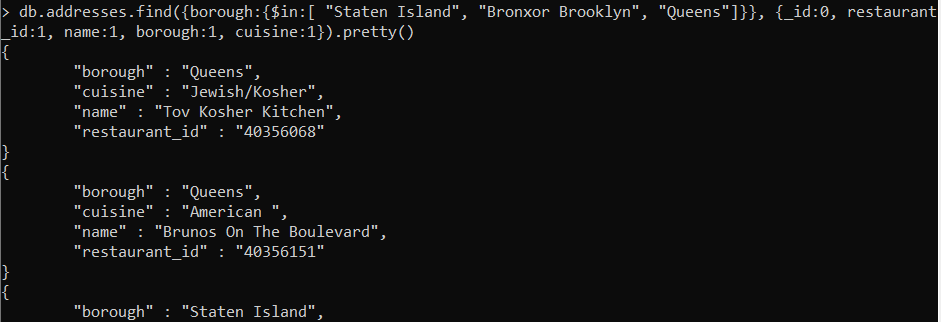 > db.addresses.find({borough:{$in:[ "Staten Island", "Bronxor Brooklyn", "Queens"]}}, {_id:0, restaurant
_id:1, name:1, borough:1, cuisine:1}).pretty()
{
"borough" : "Queens",
"cuisine" : "Jewish/Kosher",
"name" : "Tov Kosher Kitchen",
"restaurant_id" : "40356068"
}
{
"borough" : "Queens",
"cuisine" : "American ",
"name" : "Brunos On The Boulevard",
"restaurant_id" : "40356151"
}
{
"borough" : "Staten Island",